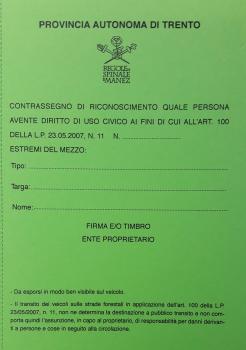 PROVINCIA AUTONOMA DI TRENTO
REGOLE DI
SPINALE
E MANEZ
CONTRASSEGNO DI RICONOSCIMENTO QUALE PERSONA
AVENTE DIRITTO DI USO CIVICO AI FINI DI CUI ALL'ART. 100
DELLA L.P. 23.05.2007, N. 11 N. ........................
ESTREMI DEL MEZZO:
Tipo: ........................
Targa: ........................
Nome: ........................
FIRMA E/O TIMBRO
ENTE PROPRIETARIO
- Da esporsi in modo ben visibile sul veicolo.
- Il transito dei veicoli sulle strade forestali in applicazione dell'art. 100 della L.P.
23/05/2007, n. 11, non ne determina la destinazione a pubblico transito e non com-
porta quindi l'assunzione, in capo al proprietario, di responsabilità per danni derivan-
ti a persone e cose in seguito alla circolazione.